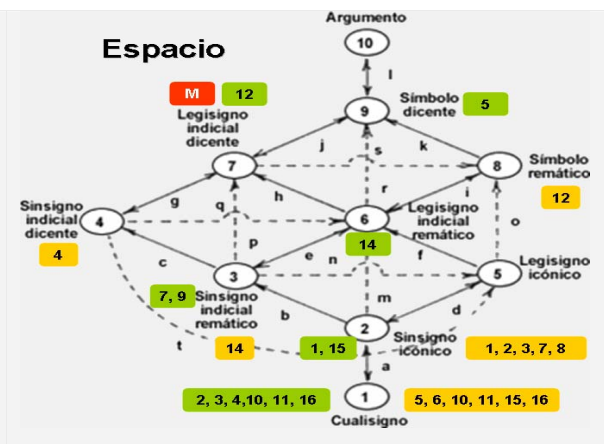 Argumento
Espacio
10
l
M 12
Símbolo
dicente
5
Legisigno
indicial
dicente
9
j
s
k
7
8
Símbolo
remático
12
g
q
h
r
i
Sinsigno
indicial
dicente
4
4
6
Legisigno
indicial
remático
14
o
p
c
e
n
f
3
5
Legisigno
icónico
7, 9
Sinsigno
indicial
remático
14
b
m
d
2
1, 15
Sinsigno
icónico
1, 2, 3, 7, 8
t
a
2, 3, 4,10, 11, 16
1
5, 6, 10, 11, 15, 16
Cualisigno